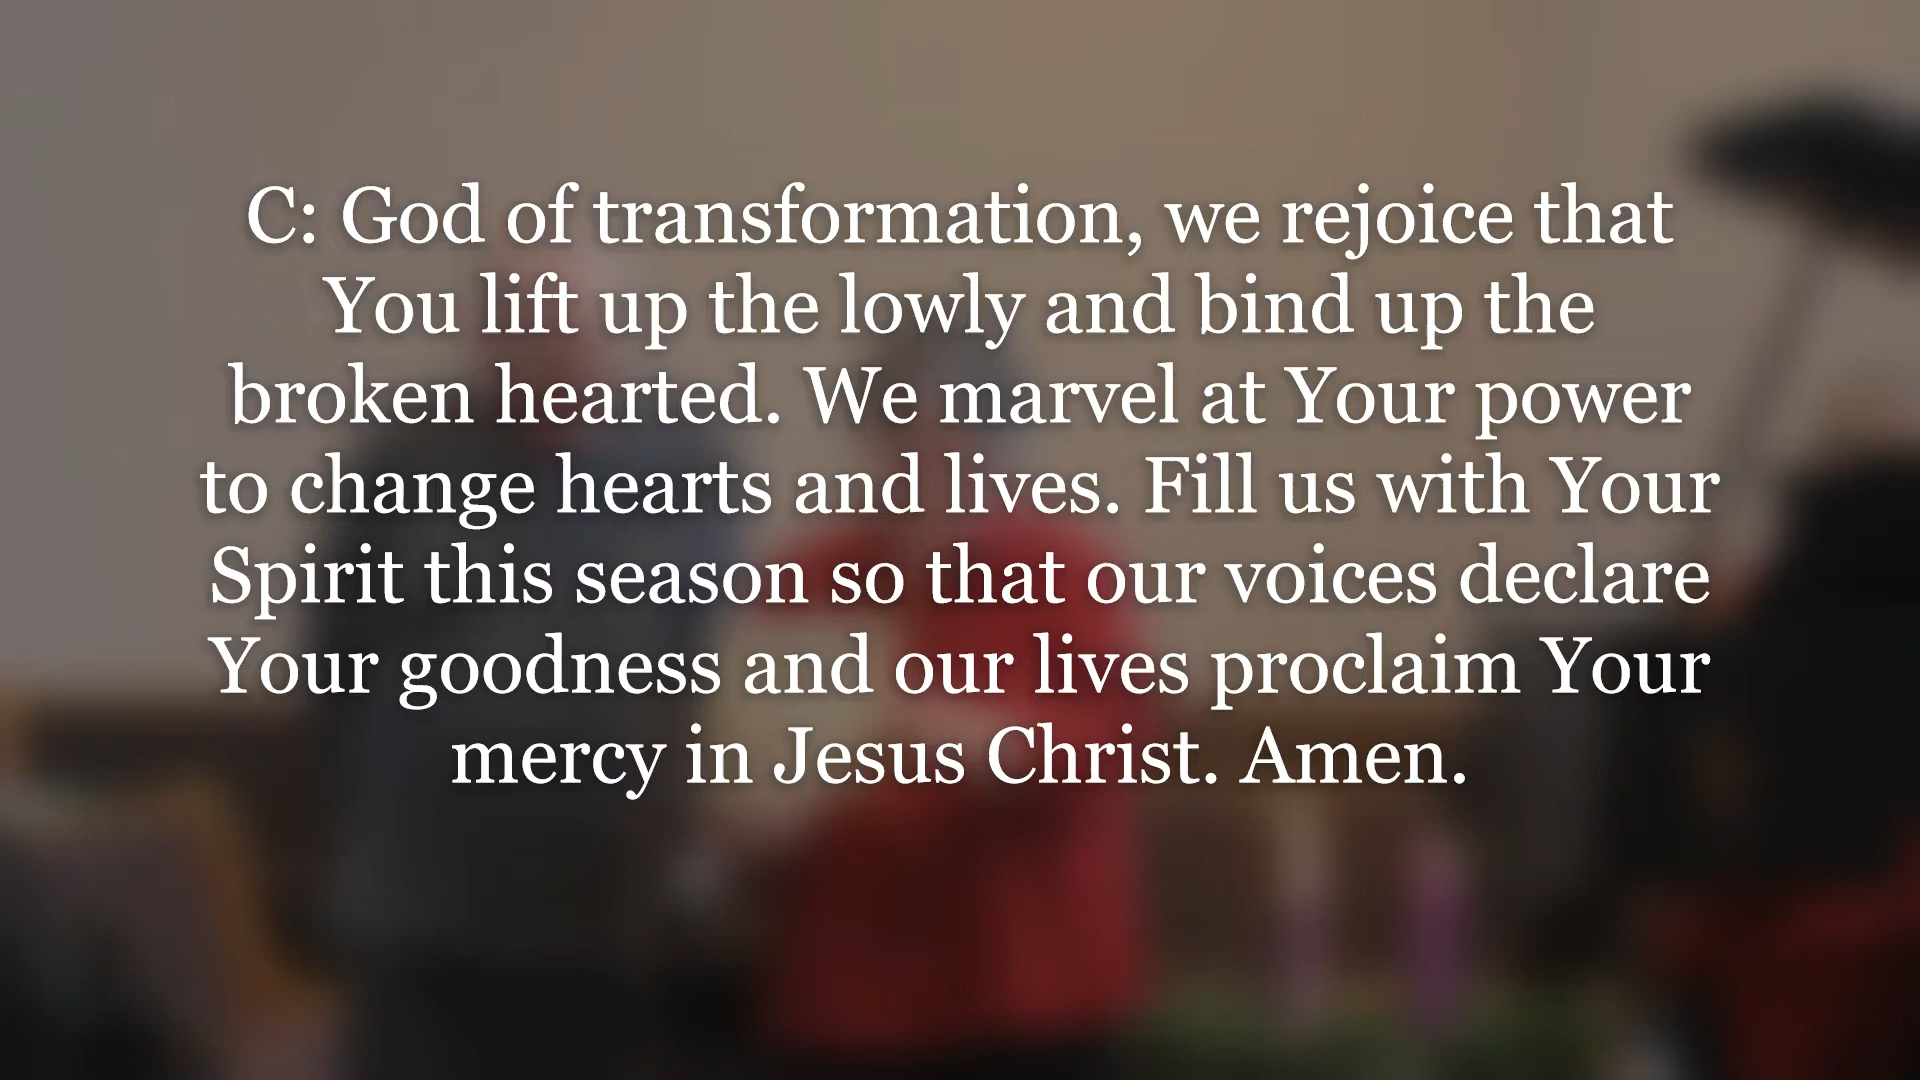 C: God of transformation, we rejoice that
You lift up the lowly and bind up the
broken hearted. We marvel at Your power
to change hearts and lives. Fill us with Your
Spirit this season so that our voices declare
Your goodness and our lives proclaim Your
mercy in Jesus Christ. Amen.